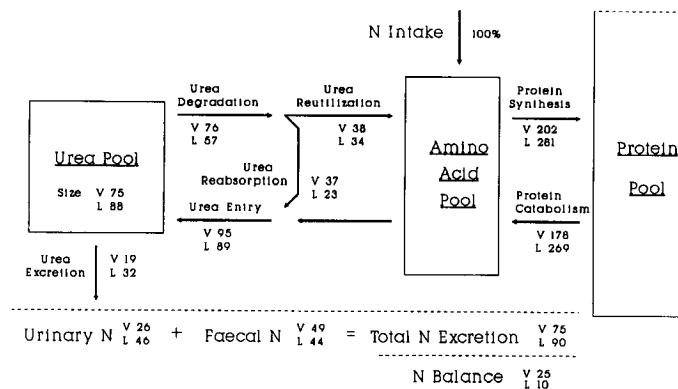 N Intake 100%
Urea
Degradation
V 76
L 57
Urea
Reutilization
V 38
L 34
Protein
Synthesis
V 202
L 281
Urea Pool
Size V 75
L 88
Urea
Reabsorption
V 37
L 23
Urea Entry
V 95
L 89
Amino
Acid
Pool
Protein
Catabolism
V 178
L 269
Protein
Pool
Urea
Excretion
V 19
L 32
Urinary N V 26 L 46 + Faecal N V 49 L 44 = Total N Excretion V 75 L 90
N Balance V 25 L 10